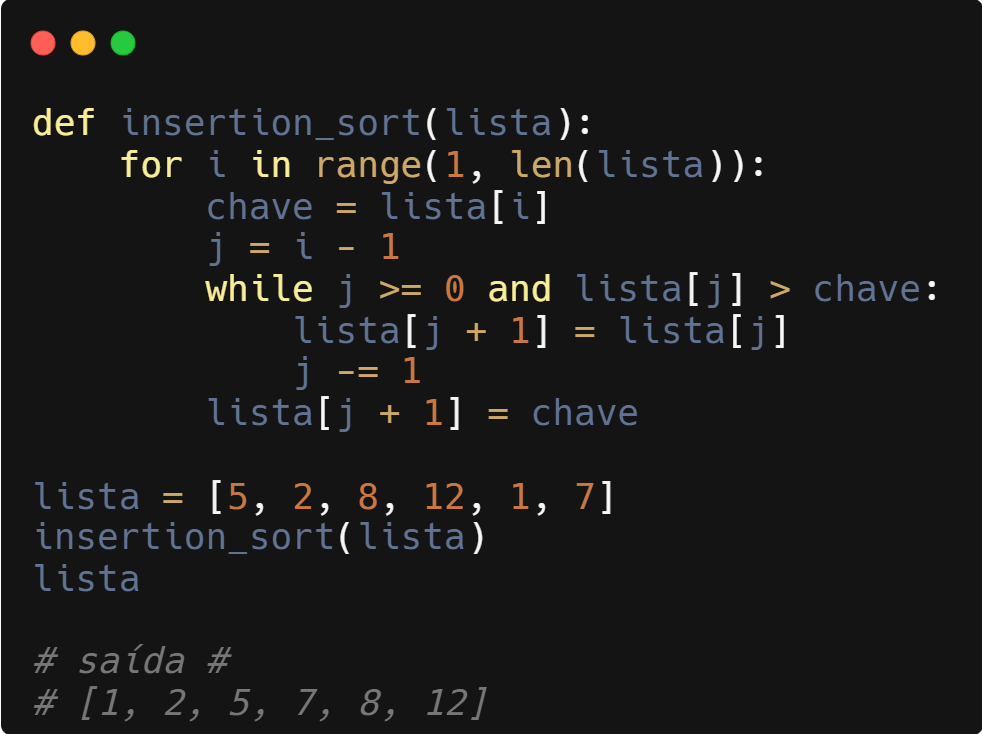 def insertion_sort(lista):
    for i in range(1, len(lista)):
        chave = lista[i]
        j = i - 1
        while j >= 0 and lista[j] > chave:
            lista[j + 1] = lista[j]
            j -= 1
        lista[j + 1] = chave

lista = [5, 2, 8, 12, 1, 7]
insertion_sort(lista)
lista

# saída #
# [1, 2, 5, 7, 8, 12]